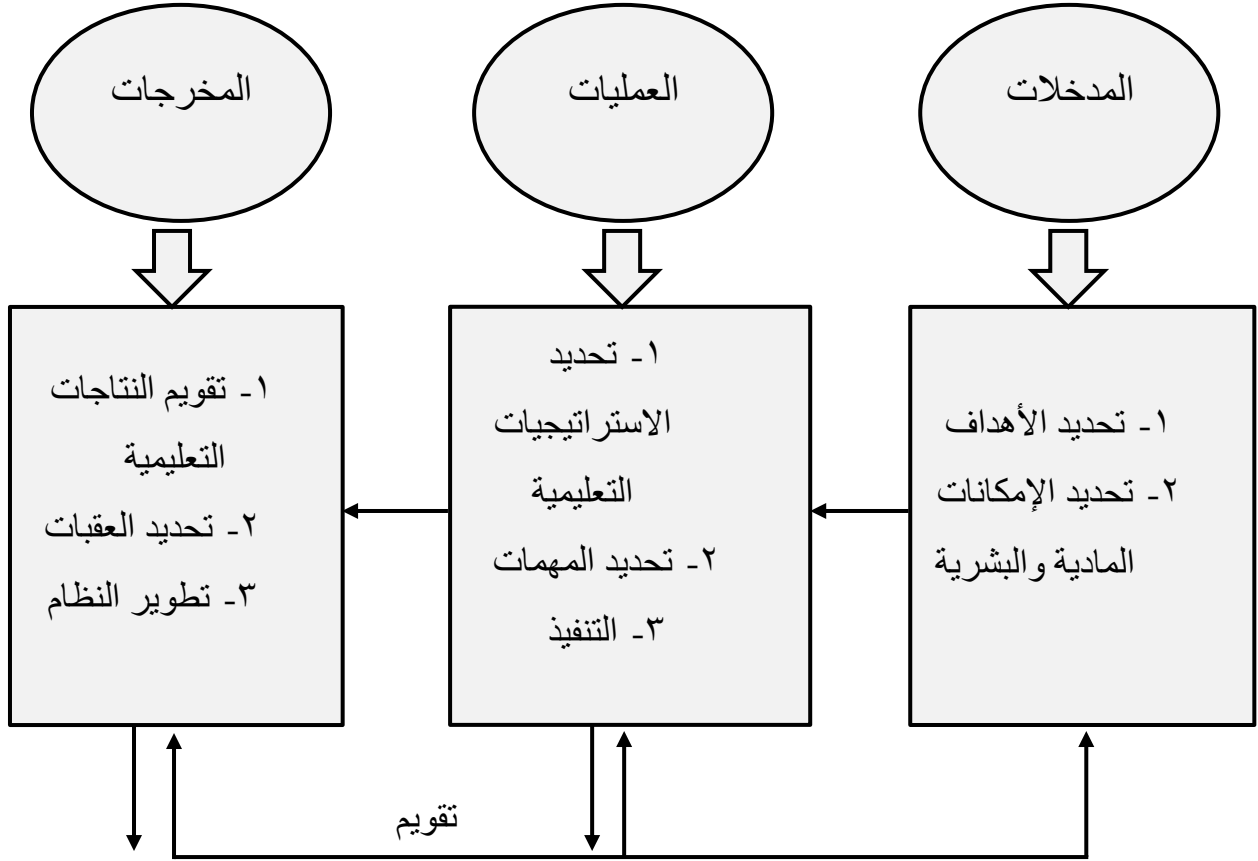 المدخلات
العمليات
المخرجات
١- تحديد الأهداف
٢- تحديد الإمكانات
المادية والبشرية
١- تحديد
الاستراتيجيات
التعليمية
٢- تحديد المهمات
٣- التنفيذ
١- تقويم النتاجات
التعليمية
٢- تحديد العقبات
٣- تطوير النظام
تقويم